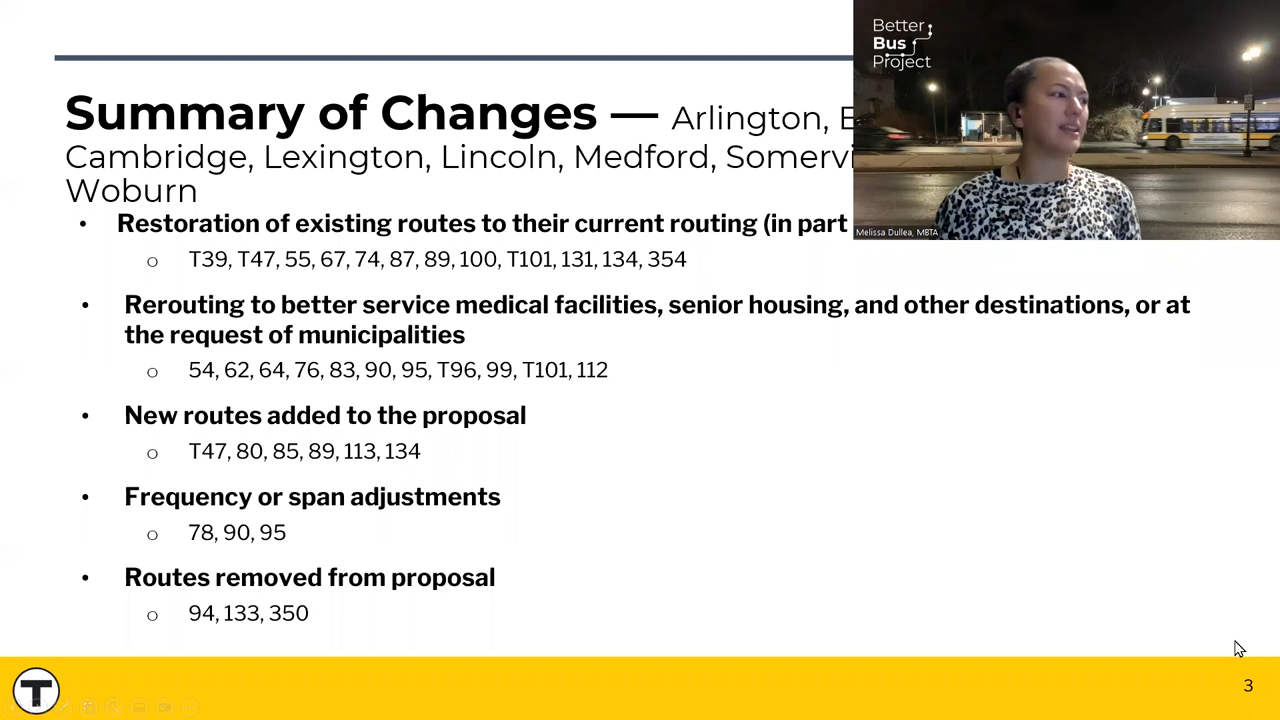 Better
Bus
Project
Summary of Changes — Arlington,
Cambridge, Lexington, Lincoln, Medford,
Woburn
Melissa Dullea, MBTA
• Restoration of existing routes to their current routing (in part
○ T39, T47, 55, 67, 74, 87, 89, 100, T101, 131, 134, 354
• Rerouting to better service medical facilities, senior housing, and other destinations, or at
the request of municipalities
○ 54, 62, 64, 76, 83, 90, 95, T96, 99, T101, 112
• New routes added to the proposal
○ T47, 80, 85, 89, 113, 134
• Frequency or span adjustments
○ 78, 90, 95
• Routes removed from proposal
○ 94, 133, 350
T
3